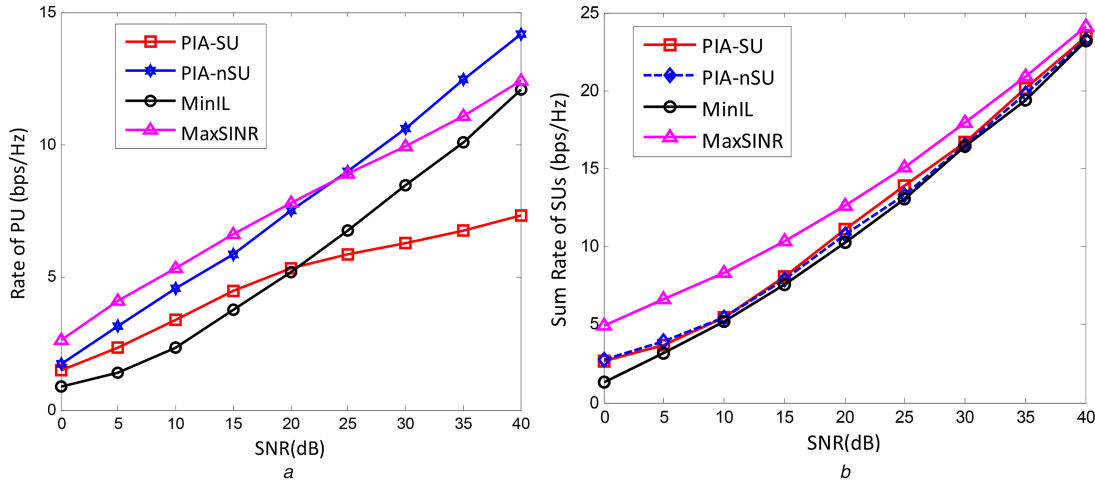 15
10
5
0
Rate of PU (bps/Hz)
PIA-SU
PIA-nSU
MinIL
MaxSINR
0 5 10 15 20 25 30 35 40
SNR(dB)
a
25
20
15
10
5
0
Sum Rate of SUs (bps/Hz)
PIA-SU
PIA-nSU
MinIL
MaxSINR
0 5 10 15 20 25 30 35 40
SNR(dB)
b